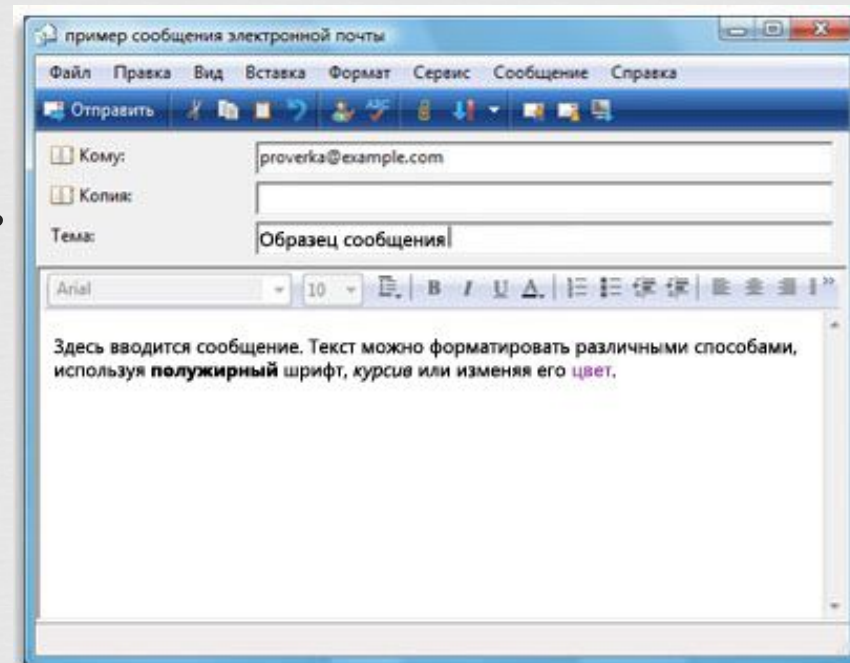 пример сообщения электронной почты
Файл Правка Вид Вставка Формат Сервис Сообщение Справка
Отправить
Кому: proverka@example.com
Копия:
Тема: Образец сообщения
Arial 10 B I U A
Здесь вводится сообщение. Текст можно форматировать различными способами,
используя полужирный шрифт, курсив или изменяя его цвет.